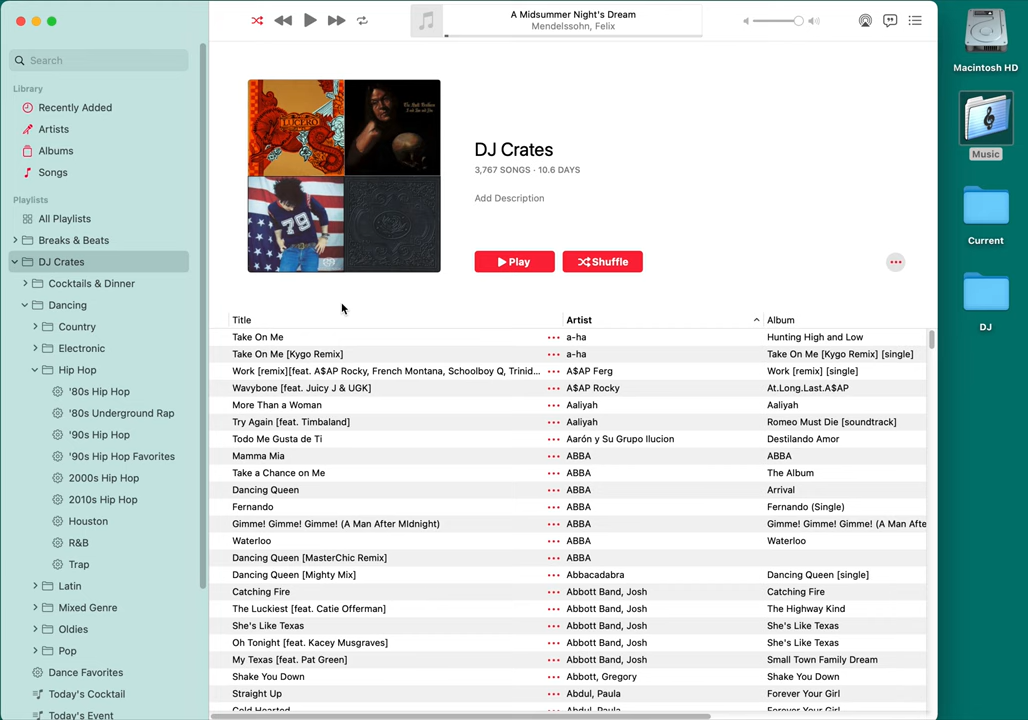 A Midsummer Night's Dream
Mendelssohn, Felix
Search
Library
Recently Added
Artists
Albums
Songs
Playlists
All Playlists
Breaks & Beats
DJ Crates
Cocktails & Dinner
Dancing
Country
Electronic
Hip Hop
'80s Hip Hop
'80s Underground Rap
'90s Hip Hop
'90s Hip Hop Favorites
2000s Hip Hop
2010s Hip Hop
Houston
R&B
Trap
Latin
Mixed Genre
Oldies
Pop
Dance Favorites
Today's Cocktail
Today's Event
LUCERO
79
DJ Crates
3,767 SONGS · 10.6 DAYS
Add Description
Play
Shuffle
Title Artist Album
Take On Me ••• a-ha Hunting High and Low
Take On Me [Kygo Remix] ••• a-ha Take On Me [Kygo Remix] [single]
Work [remix][feat. A$AP Rocky, French Montana, Schoolboy Q, Trinid... ••• A$AP Ferg Work [remix] [single]
Wavybone [feat. Juicy J & UGK] ••• A$AP Rocky At.Long.Last.A$AP
More Than a Woman ••• Aaliyah Aaliyah
Try Again [feat. Timbaland] ••• Aaliyah Romeo Must Die [soundtrack]
Todo Me Gusta de Ti ••• Aarón y Su Grupo Ilucion Destilando Amor
Mamma Mia ••• ABBA ABBA
Take a Chance on Me ••• ABBA The Album
Dancing Queen ••• ABBA Arrival
Fernando ••• ABBA Fernando (Single)
Gimme! Gimme! Gimme! (A Man After MIdnight) ••• ABBA Gimme! Gimme! Gimme! (A Man Afte
Waterloo ••• ABBA Waterloo
Dancing Queen [MasterChic Remix] ••• ABBA
Dancing Queen [Mighty Mix] ••• Abbacadabra Dancing Queen [single]
Catching Fire ••• Abbott Band, Josh Catching Fire
The Luckiest [feat. Catie Offerman] ••• Abbott Band, Josh The Highway Kind
She's Like Texas ••• Abbott Band, Josh She's Like Texas
Oh Tonight [feat. Kacey Musgraves] ••• Abbott Band, Josh She's Like Texas
My Texas [feat. Pat Green] ••• Abbott Band, Josh Small Town Family Dream
Shake You Down ••• Abbott, Gregory Shake You Down
Straight Up ••• Abdul, Paula Forever Your Girl
Cold Hearted ••• Abdul, Paula Forever Your Girl
Macintosh HD
Music
Current
DJ